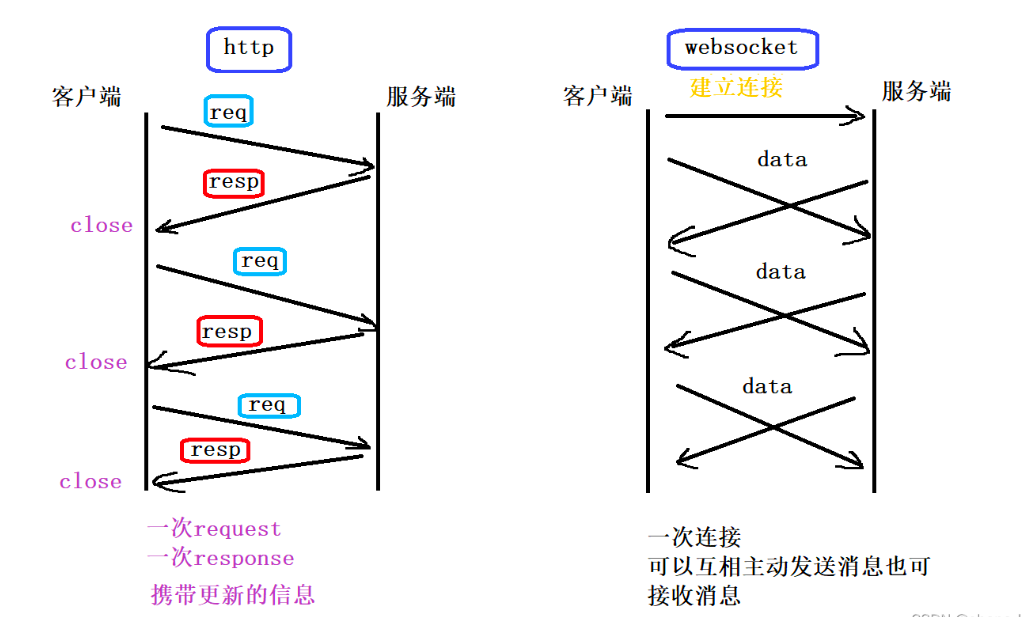 http
客户端
服务端
req
resp
close
req
resp
close
req
resp
close
一次request
一次response
携带更新的信息
websocket
建立连接
客户端
服务端
data
data
data
一次连接
可以互相主动发送消息也可
接收消息